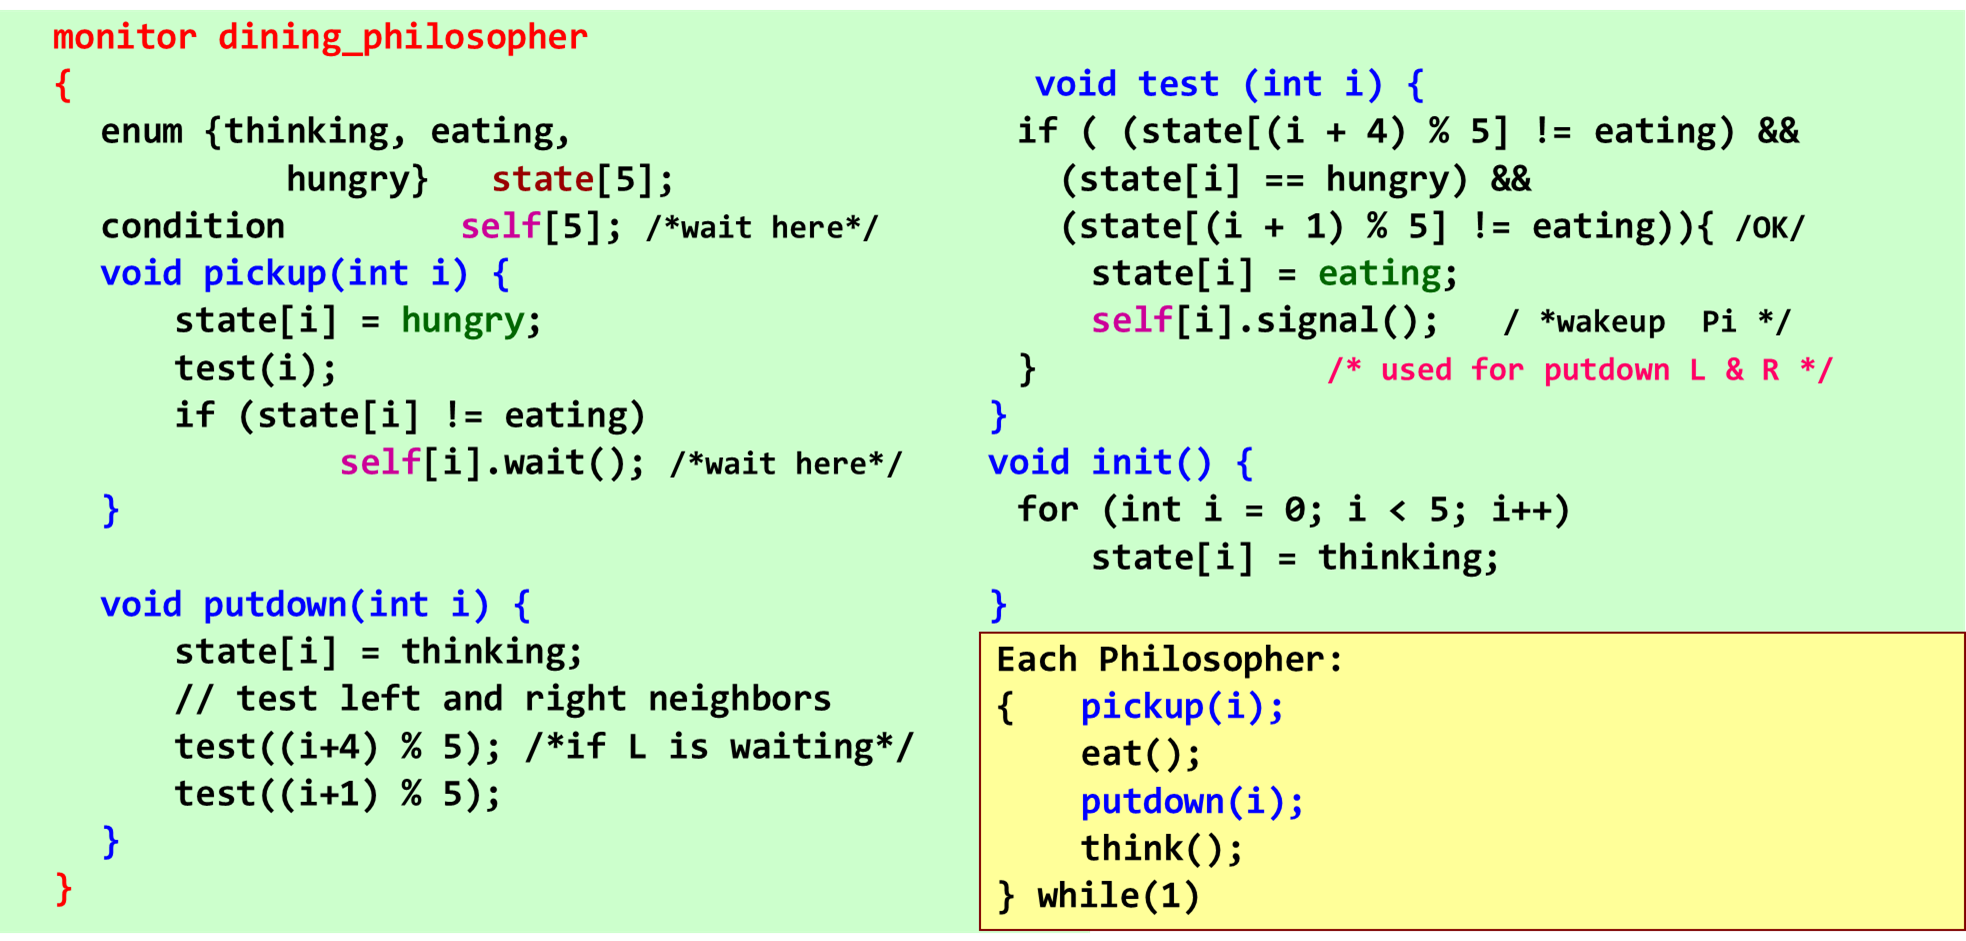 monitor dining_philosopher
{
enum {thinking, eating,
hungry} state[5];
condition self[5]; /*wait here*/
void pickup(int i) {
state[i] = hungry;
test(i);
if (state[i] != eating)
self[i].wait(); /*wait here*/
}
void putdown(int i) {
state[i] = thinking;
// test left and right neighbors
test((i+4) % 5); /*if L is waiting*/
test((i+1) % 5);
}
}
void test (int i) {
if ( (state[(i + 4) % 5] != eating) &&
(state[i] == hungry) &&
(state[(i + 1) % 5] != eating)){ /OK/
state[i] = eating;
self[i].signal(); / *wakeup Pi */
} /* used for putdown L & R */
}
void init() {
for (int i = 0; i < 5; i++)
state[i] = thinking;
}
Each Philosopher:
{ pickup(i);
eat();
putdown(i);
think();
} while(1)